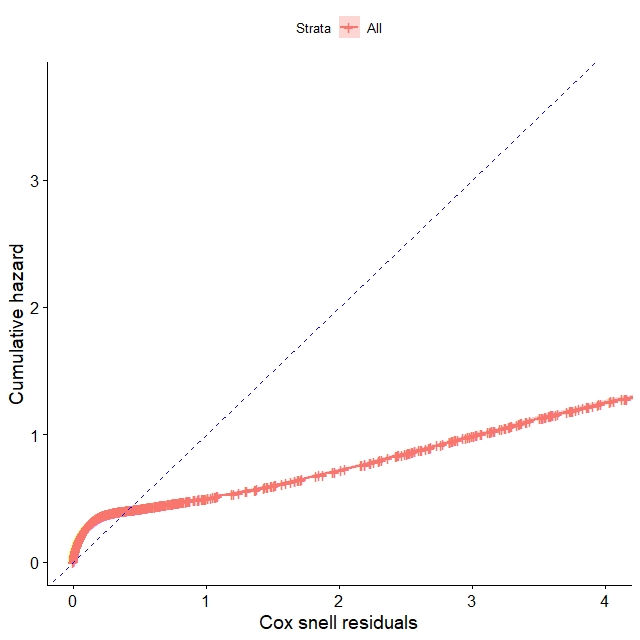 Strata All
3
2
1
0
Cumulative hazard
0 1 2 3 4
Cox snell residuals